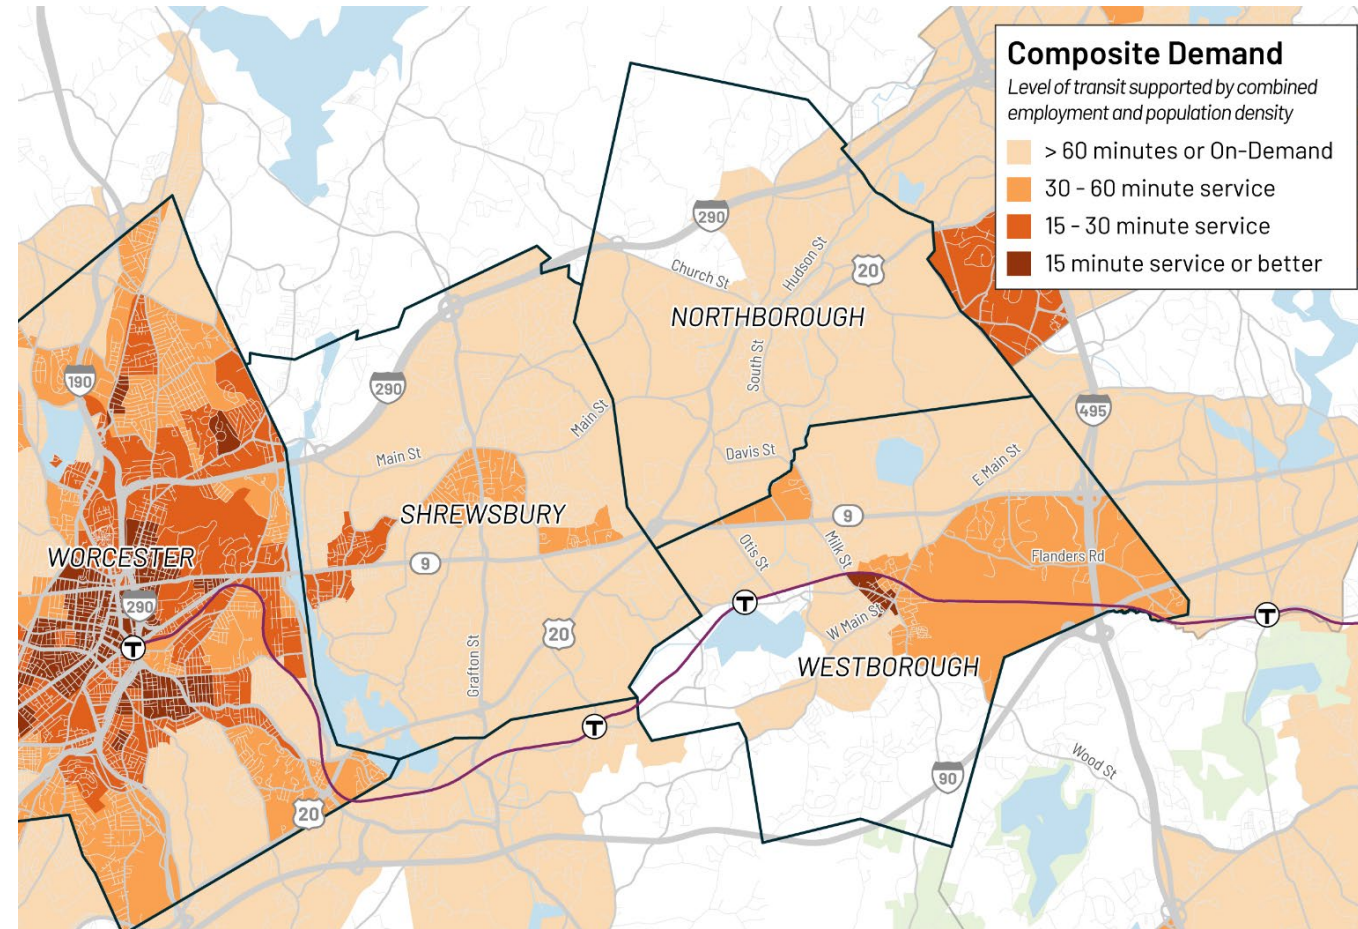 Composite Demand
Level of transit supported by combined
employment and population density
> 60 minutes or On-Demand
30 - 60 minute service
15 - 30 minute service
15 minute service or better
290
Church St
Hudson St
20
NORTHBOROUGH
South St
190
290
495
Main St
Main St
Davis St
E Main St
SHREWSBURY
9
WORCESTER
9
Otis St
Milk St
Flanders Rd
290
T
T
W Main St
20
T
WESTBOROUGH
Grafton St
T
Wood St
90
20